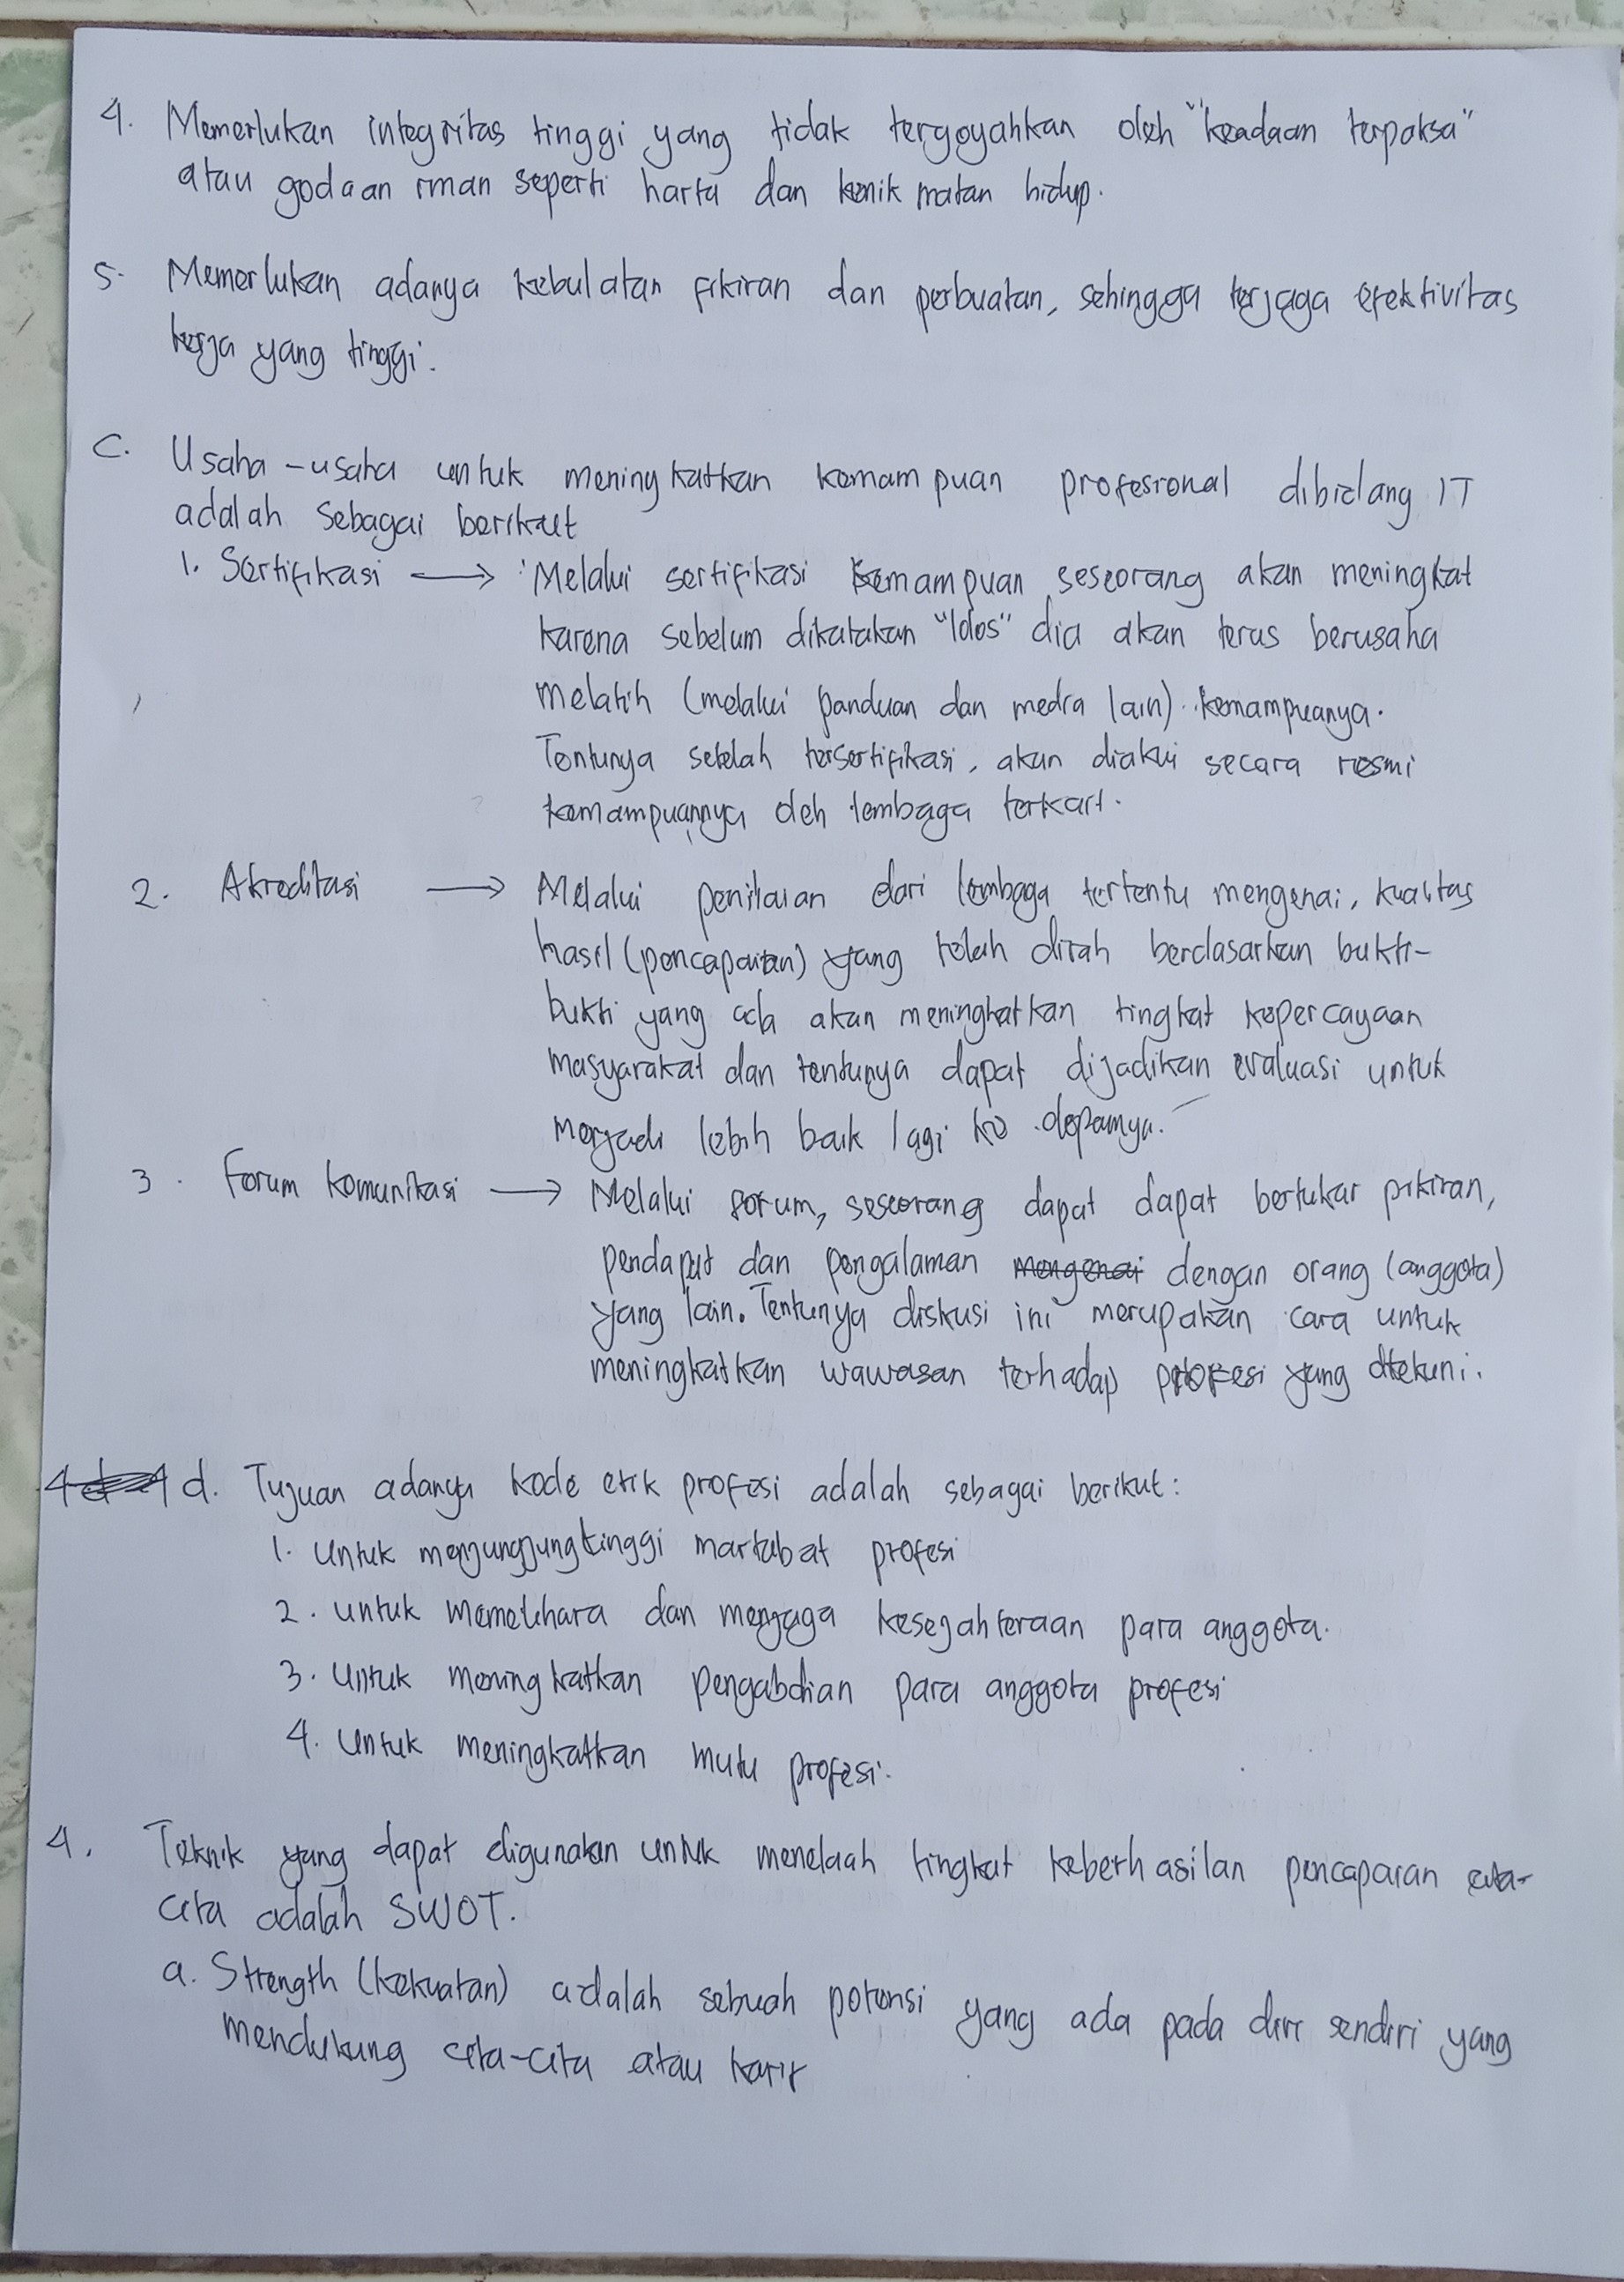 4. Memerlukan integritas tinggi yang tidak tergoyahkan oleh "keadaan terpaksa"
atau godaan iman seperti harta dan kenikmatan hidup.
5. Memerlukan adanya kebulatan fikiran dan perbuatan, sehingga terjaga efektivitas
kerja yang tinggi.
C. Usaha-usaha untuk meningkatkan kemampuan profesional dibidang IT
adalah sebagai berikut
1. Sertifikasi → Melalui sertifikasi kemampuan seseorang akan meningkat
karena sebelum dikatakan "lolos" dia akan terus berusaha
melatih (melalui panduan dan media lain) kemampuanya.
Tentunya setelah tersertifikasi, akan diakui secara resmi
kemampuannya oleh lembaga terkait.
2. Akreditasi → Melalui penilaian dari lembaga tertentu mengenai, kualitas
hasil (pencapaian) yang telah diraih berdasarkan bukti-
bukti yang ada akan meningkatkan tingkat kepercayaan
masyarakat dan tentunya dapat dijadikan evaluasi untuk
menjadi lebih baik lagi ke depannya.
3. Forum komunikasi → Melalui forum, seseorang dapat dapat bertukar pikiran,
pendapat dan pengalaman mengenai dengan orang (anggota)
yang lain. Tentunya diskusi ini merupakan cara untuk
meningkatkan wawasan terhadap profesi yang ditekuni.
d. Tujuan adanya kode etik profesi adalah sebagai berikut:
1. Untuk menjungjungtinggi martabat profesi
2. Untuk memelihara dan menjaga kesejahteraan para anggota.
3. Untuk meningkatkan pengabdian para anggota profesi
4. Untuk meningkatkan mutu profesi.
4. Teknik yang dapat digunakan untuk menelaah tingkat keberhasilan pencapaian cita-
cita adalah SWOT.
a. Strength (kekuatan) adalah sebuah potensi yang ada pada diri sendiri yang
mendukung cita-cita atau karir